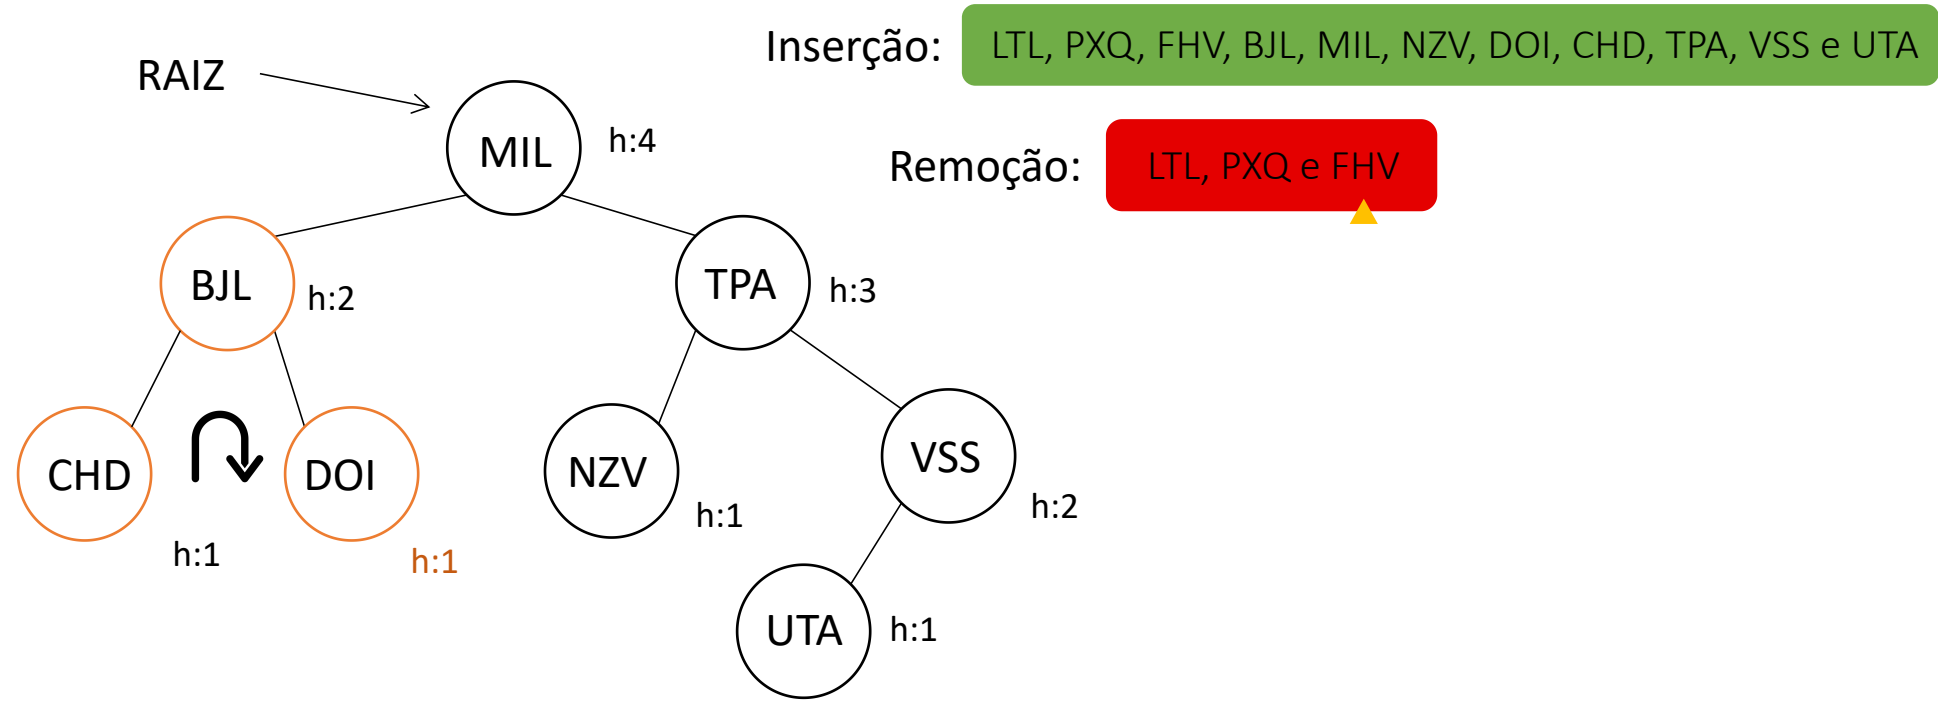 Inserção: LTL, PXQ, FHV, BJL, MIL, NZV, DOI, CHD, TPA, VSS e UTA
RAIZ
MIL h:4
Remoção: LTL, PXQ e FHV
BJL h:2
TPA h:3
CHD h:1
DOI h:1
NZV h:1
VSS h:2
UTA h:1